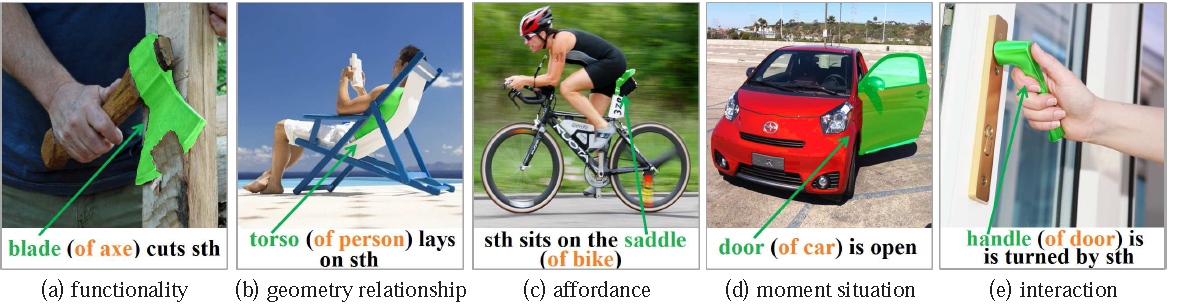 blade (of axe) cuts sth
(a) functionality
torso (of person) lays
on sth
(b) geometry relationship
320
sth sits on the saddle
(of bike)
(c) affordance
door (of car) is open
(d) moment situation
handle (of door) is
is turned by sth
(e) interaction